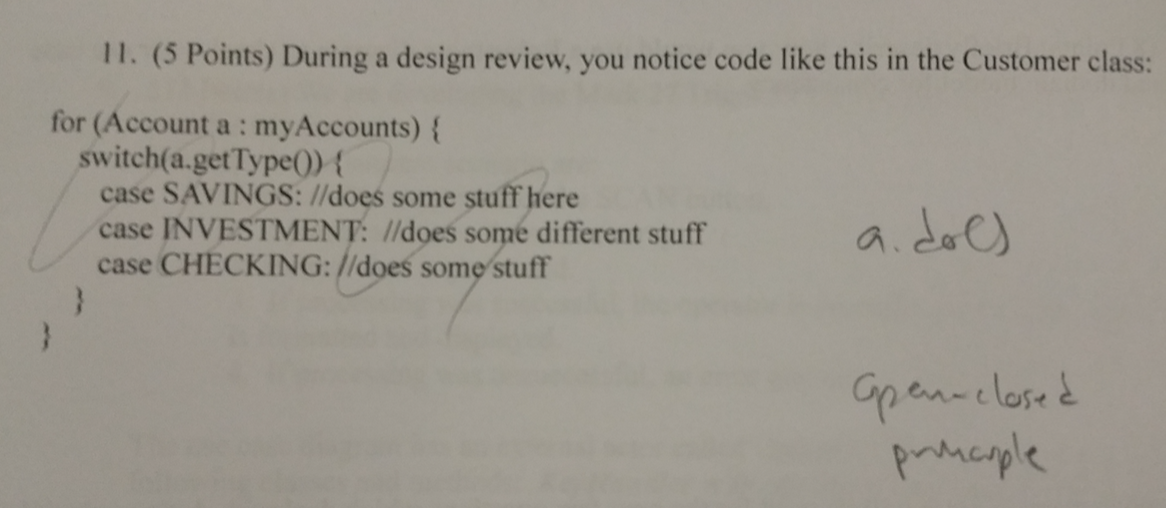 11. (5 Points) During a design review, you notice code like this in the Customer class:
for (Account a : myAccounts) {
switch(a.getType()) {
case SAVINGS: //does some stuff here
case INVESTMENT: //does some different stuff
case CHECKING: //does some stuff
}
}
a. does
Open-closed
principle